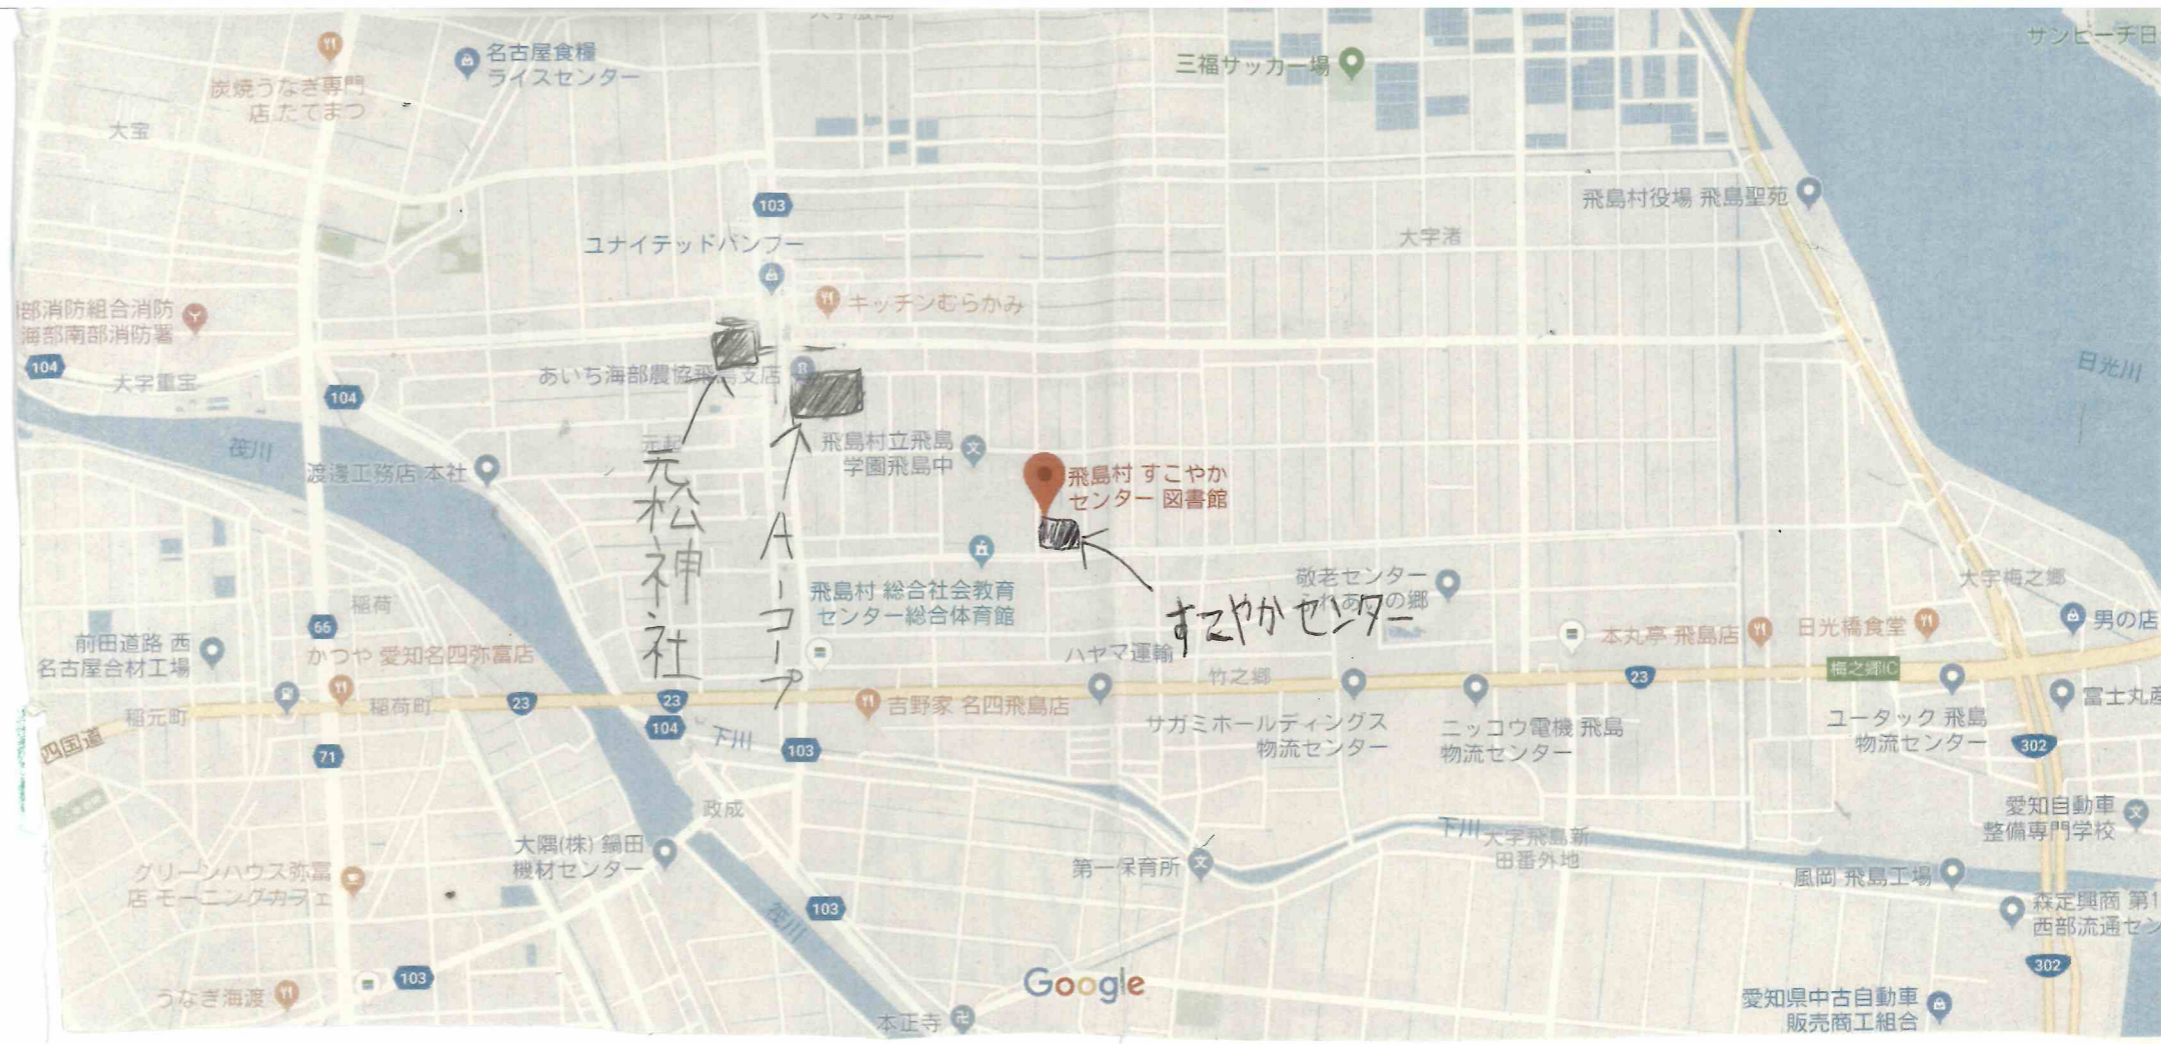 サンビーチ日
名古屋食糧
ライスセンター
炭焼うなぎ専門
店 たてまつ
三福サッカー場
大宝
飛島村役場 飛島聖苑
103
大字渚
ユナイテッドバンブー
キッチンむらかみ
部消防組合消防
海部南部消防署
104
大字重宝
104
あいち海部農協飛島支店
日光川
筏川
渡邊工務店 本社
元起
飛島村立飛島
学園飛島中
飛島村 すこやか
センター 図書館
元松神社
Aーコープ
すこやかセンター
飛島村 総合社会教育
センター総合体育館
敬老センター
ふれあいの郷
大字梅之郷
稲荷
66
前田道路 西
名古屋合材工場
かつや 愛知名四弥富店
ハヤマ運輸
本丸亭 飛島店
日光橋食堂
男の店
竹之郷
23
梅之郷IC
稲元町
稲荷町
23
23
吉野家 名四飛島店
富士丸産
四国道
104
下川
103
サガミホールディングス
物流センター
ニッコウ電機 飛島
物流センター
ユータック 飛島
物流センター
302
71
政成
愛知自動車
整備専門学校
大隅(株) 鍋田
機材センター
第一保育所
下川
大字飛島新
田番外地
グリーンハウス弥富
店 モーニングカフェ
風岡 飛島工場
森定興商 第1
西部流通セン
筏川
103
302
103
うなぎ海渡
Google
本正寺
愛知県中古自動車
販売商工組合